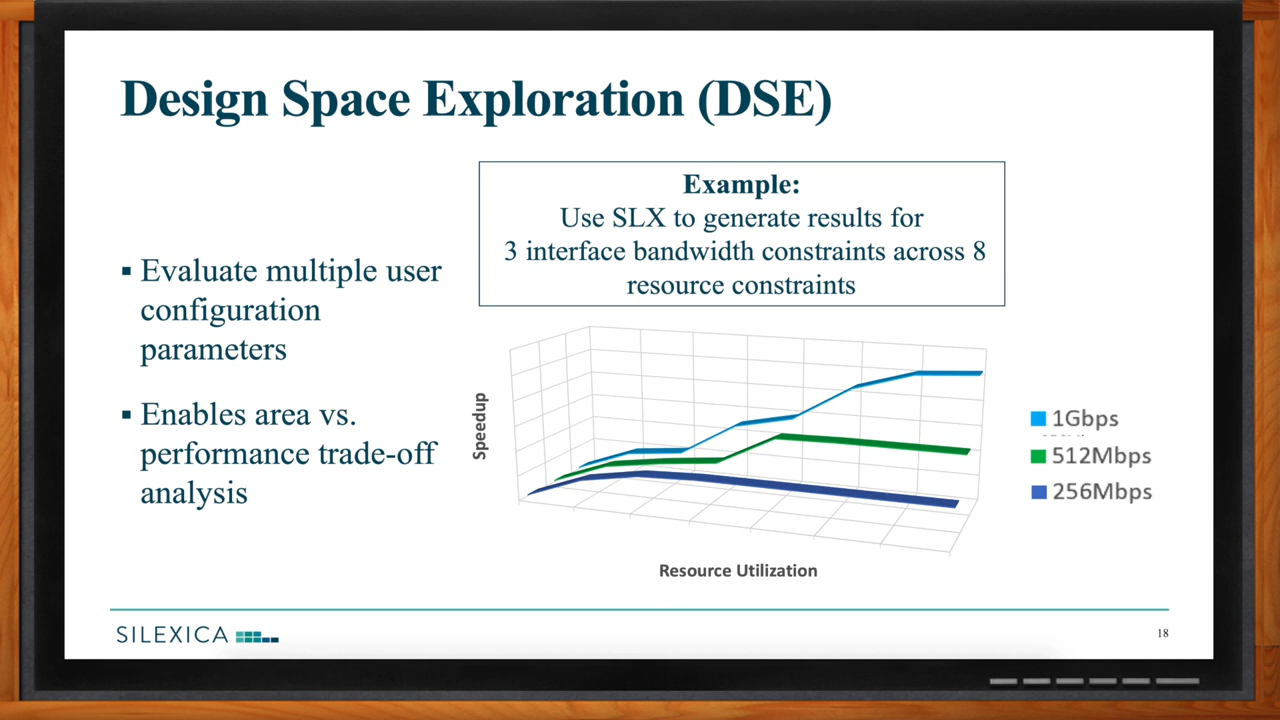 Design Space Exploration (DSE)
Example:
Use SLX to generate results for
3 interface bandwidth constraints across 8
resource constraints
▪ Evaluate multiple user
configuration
parameters
▪ Enables area vs.
performance trade-off
analysis
Speedup
1Gbps
512Mbps
256Mbps
Resource Utilization
SILEXICA
18